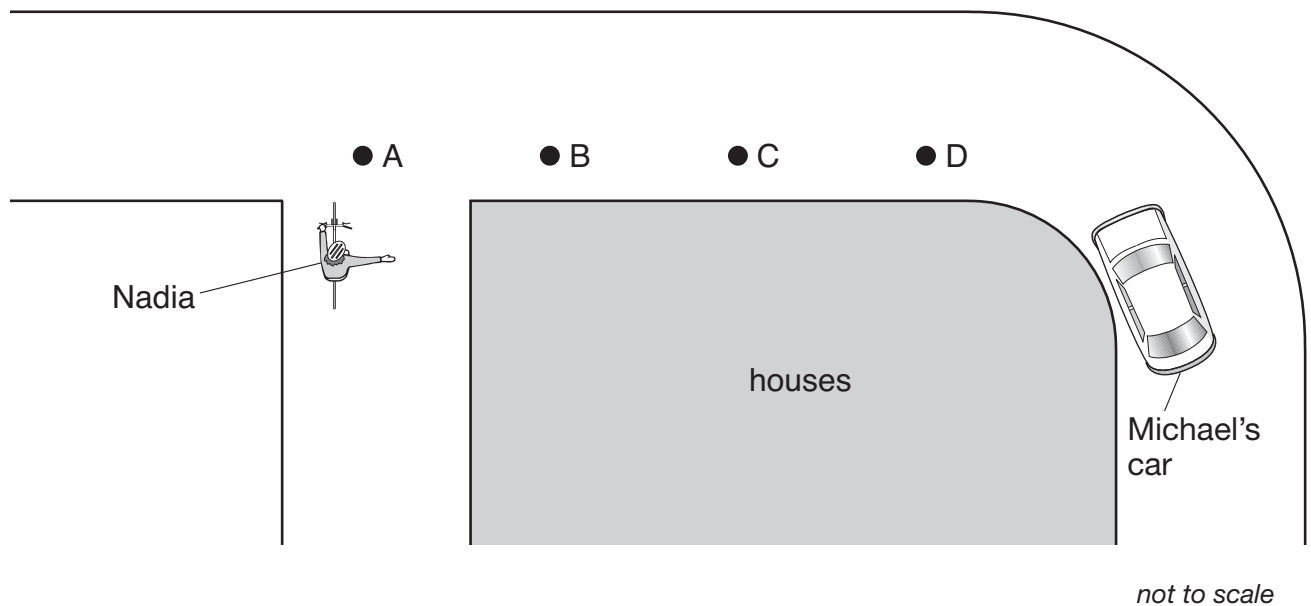 A
B
C
D
Nadia
houses
Michael’s
car
not to scale